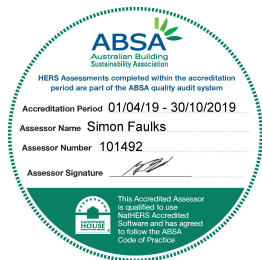 ABSA
Australian Building
Sustainability Association
HERS Assessments completed within the accreditation
period are part of the ABSA quality audit system
Accreditation Period 01/04/19 - 30/10/2019
Assessor Name Simon Faulks
Assessor Number 101492
Assessor Signature
This Accredited Assessor
is qualified to use
NatHERS Accredited
Software and has agreed
to follow the ABSA
Code of Practice
HOUSE